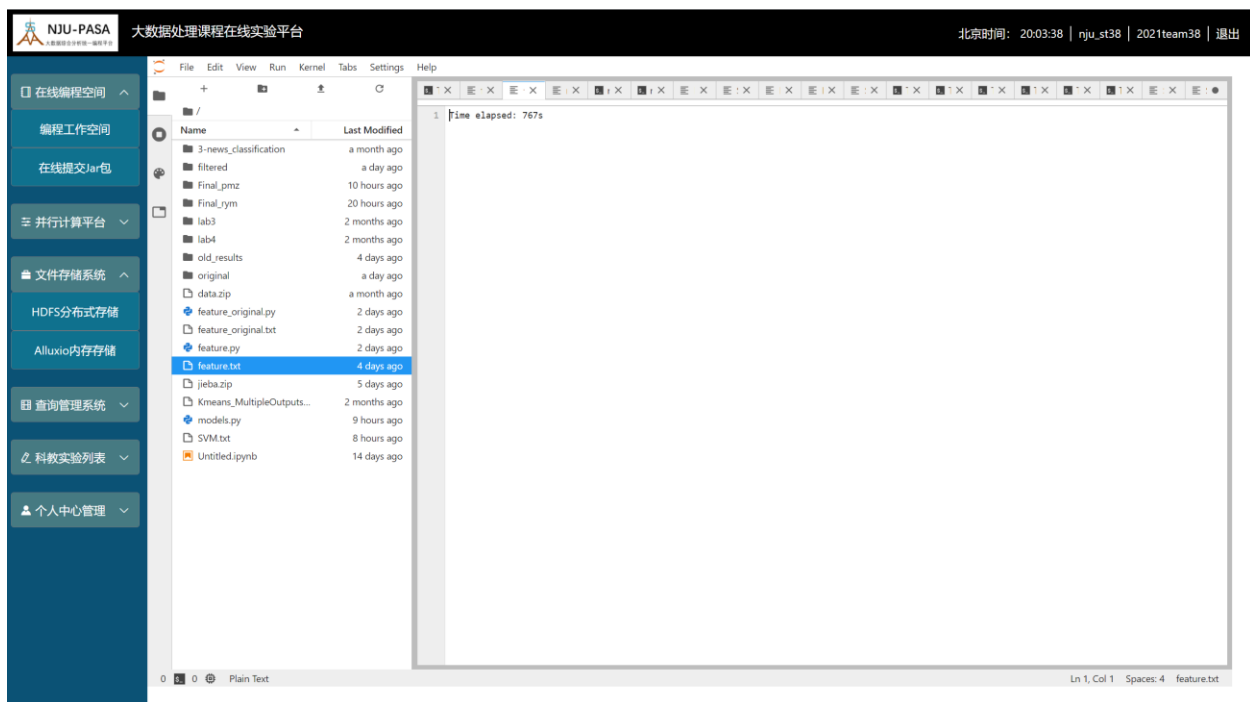 NJU-PASA
大数据处理课程在线实验平台
北京时间： 20:03:38 | nju_st38 | 2021team38 | 退出
在线编程空间
编程工作空间
在线提交Jar包
并行计算平台
文件存储系统
HDFS分布式存储
Alluxio内存存储
查询管理系统
科教实验列表
个人中心管理
File Edit View Run Kernel Tabs Settings Help
/
Name Last Modified
3-news_classification a month ago
filtered a day ago
Final_pmz 10 hours ago
Final_rym 20 hours ago
lab3 2 months ago
lab4 2 months ago
old_results 4 days ago
original a day ago
data.zip a month ago
feature_original.py 2 days ago
feature_original.txt 2 days ago
feature.py 2 days ago
feature.txt 4 days ago
jieba.zip 5 days ago
Kmeans_MultipleOutputs... 2 months ago
models.py 9 hours ago
SVM.txt 8 hours ago
Untitled.ipynb 14 days ago
1 Time elapsed: 767s
0 0 Plain Text
Ln 1, Col 1 Spaces: 4 feature.txt